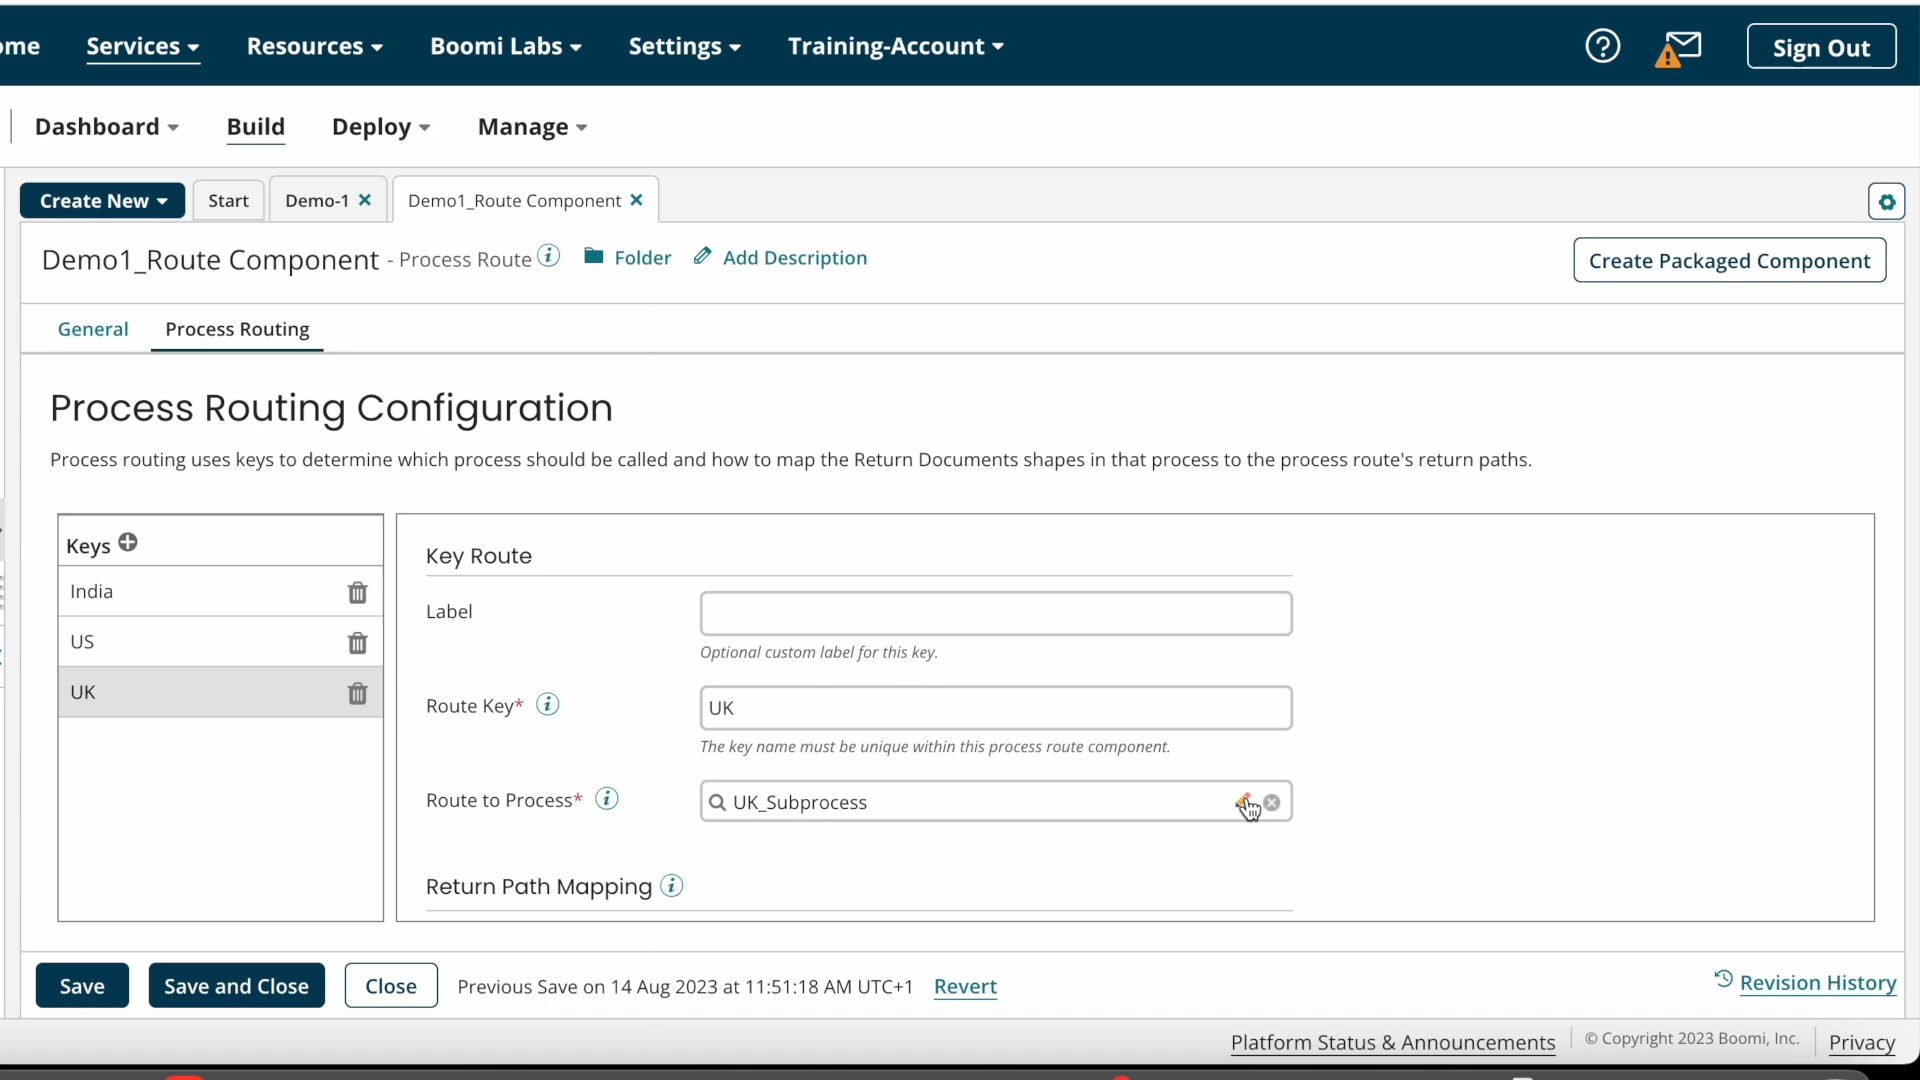 ome Services Resources Boomi Labs Settings Training-Account Sign Out
Dashboard Build Deploy Manage
Create New Start Demo-1 Demo1_Route Component
Demo1_Route Component - Process Route Folder Add Description Create Packaged Component
General Process Routing
Process Routing Configuration
Process routing uses keys to determine which process should be called and how to map the Return Documents shapes in that process to the process route's return paths.
Keys
India
US
UK
Key Route
Label
Optional custom label for this key.
Route Key* UK
The key name must be unique within this process route component.
Route to Process* UK_Subprocess
Return Path Mapping
Save Save and Close Close Previous Save on 14 Aug 2023 at 11:51:18 AM UTC+1 Revert Revision History
Platform Status & Announcements © Copyright 2023 Boomi, Inc. Privacy